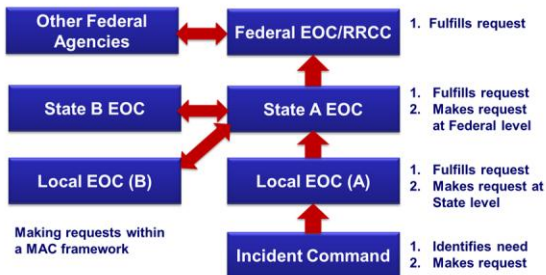 Other Federal
Agencies
Federal EOC/RRCC
1. Fulfills request
State B EOC
State A EOC
1. Fulfills request
2. Makes request
at Federal level
Local EOC (B)
Local EOC (A)
1. Fulfills request
2. Makes request at
State level
Making requests within
a MAC framework
Incident Command
1. Identifies need
2. Makes request